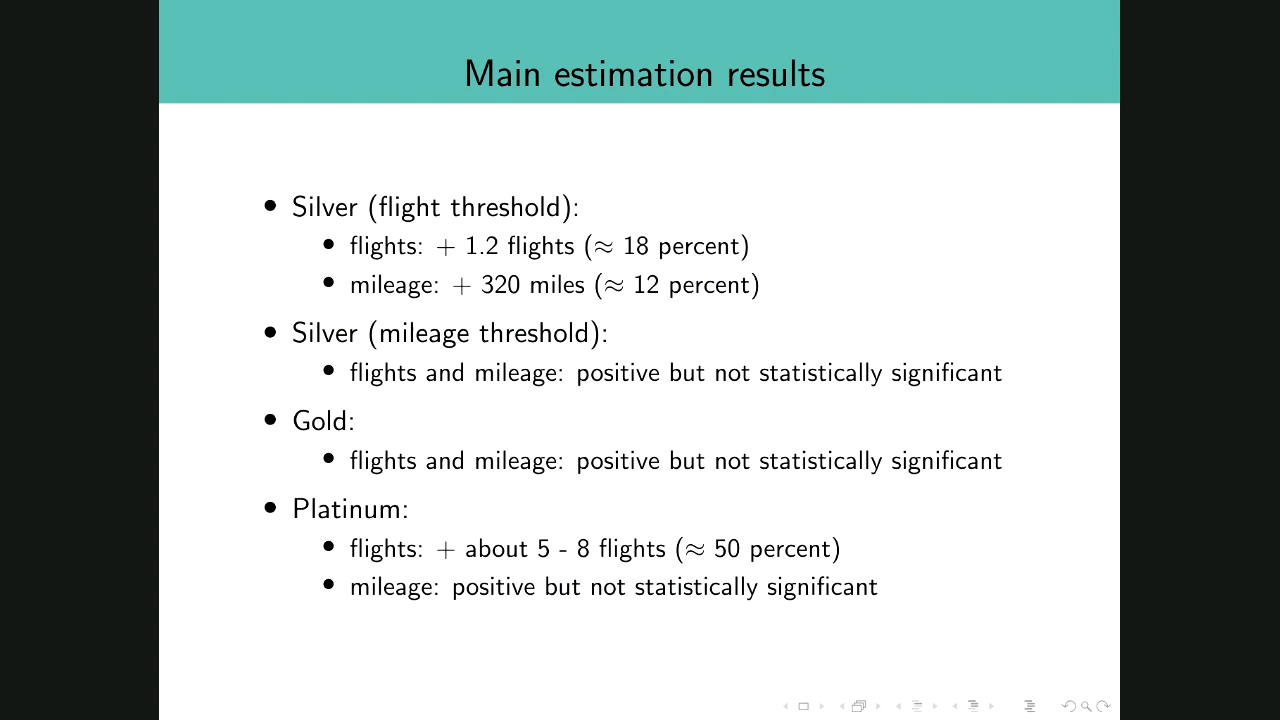 Main estimation results
• Silver (flight threshold):
• flights: + 1.2 flights (≈ 18 percent)
• mileage: + 320 miles (≈ 12 percent)
• Silver (mileage threshold):
• flights and mileage: positive but not statistically significant
• Gold:
• flights and mileage: positive but not statistically significant
• Platinum:
• flights: + about 5 - 8 flights (≈ 50 percent)
• mileage: positive but not statistically significant